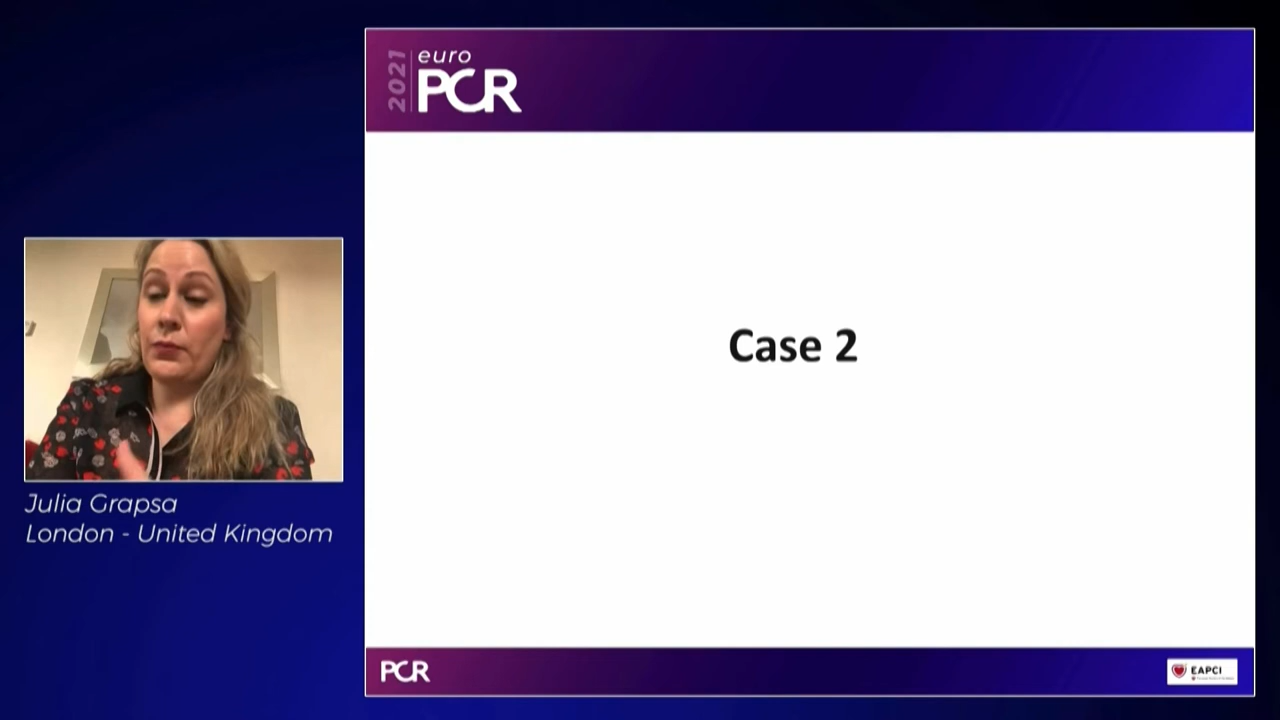 2021
euro
PCR
Case 2
Julia Grapsa
London - United Kingdom
PCR
EAPCI